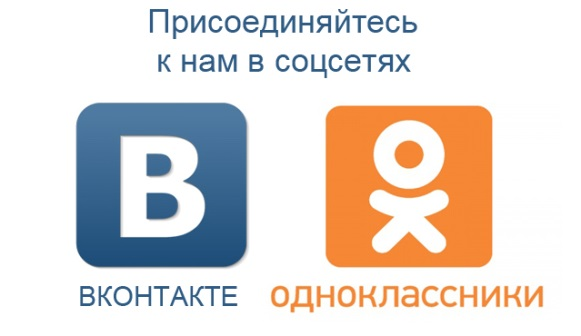 Присоединяйтесь
к нам в соцсетях
В
ВКОНТАКТЕ
одноклассники